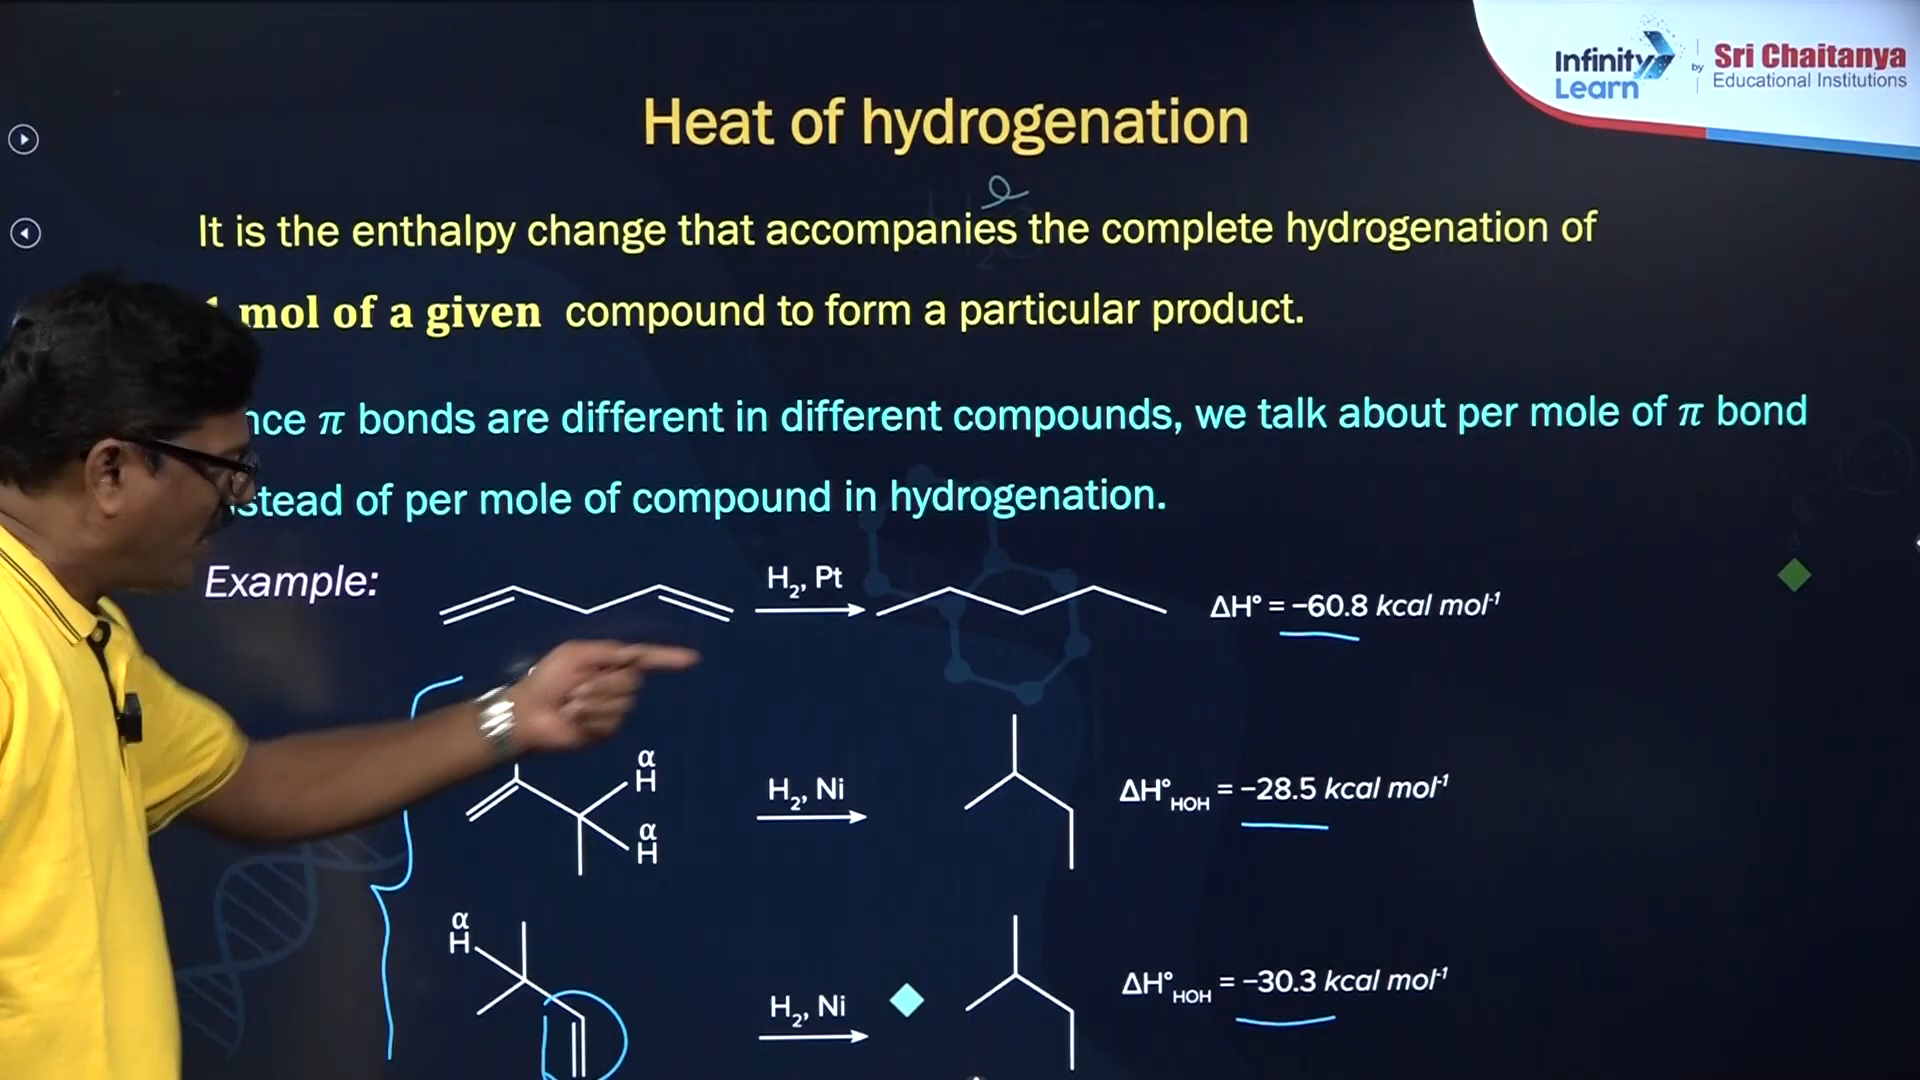 Infinity Learn by Sri Chaitanya Educational Institutions
Heat of hydrogenation
It is the enthalpy change that accompanies the complete hydrogenation of
mol of a given compound to form a particular product.
π bonds are different in different compounds, we talk about per mole of π bond
of per mole of compound in hydrogenation.
Example:
H₂, Pt
ΔH° = −60.8 kcal mol⁻¹
α
H
α
H
H₂, Ni
ΔH°HOH = −28.5 kcal mol⁻¹
α
H
H₂, Ni
ΔH°HOH = −30.3 kcal mol⁻¹